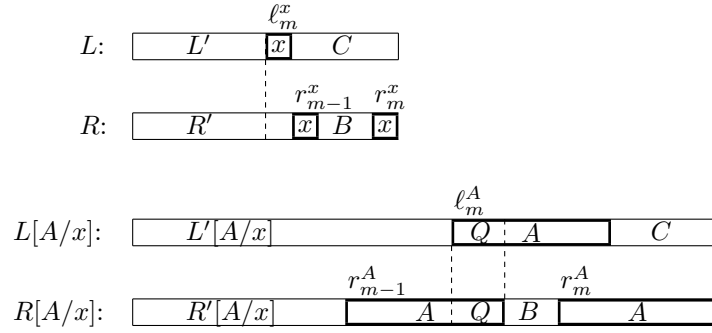 ℓ_m^x
L: L′ x C
r_{m−1}^x r_m^x
R: R′ x B x
ℓ_m^A
L[A/x]: L′[A/x] Q A C
r_{m−1}^A r_m^A
R[A/x]: R′[A/x] A Q B A